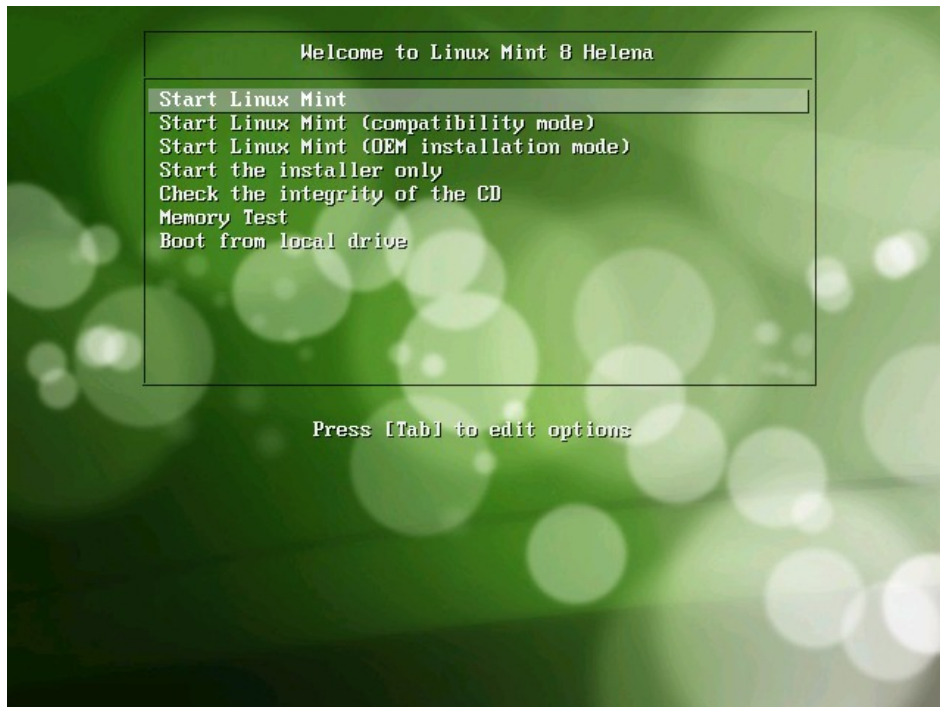 Welcome to Linux Mint 8 Helena
Start Linux Mint
Start Linux Mint (compatibility mode)
Start Linux Mint (OEM installation mode)
Start the installer only
Check the integrity of the CD
Memory Test
Boot from local drive
Press [Tab] to edit options